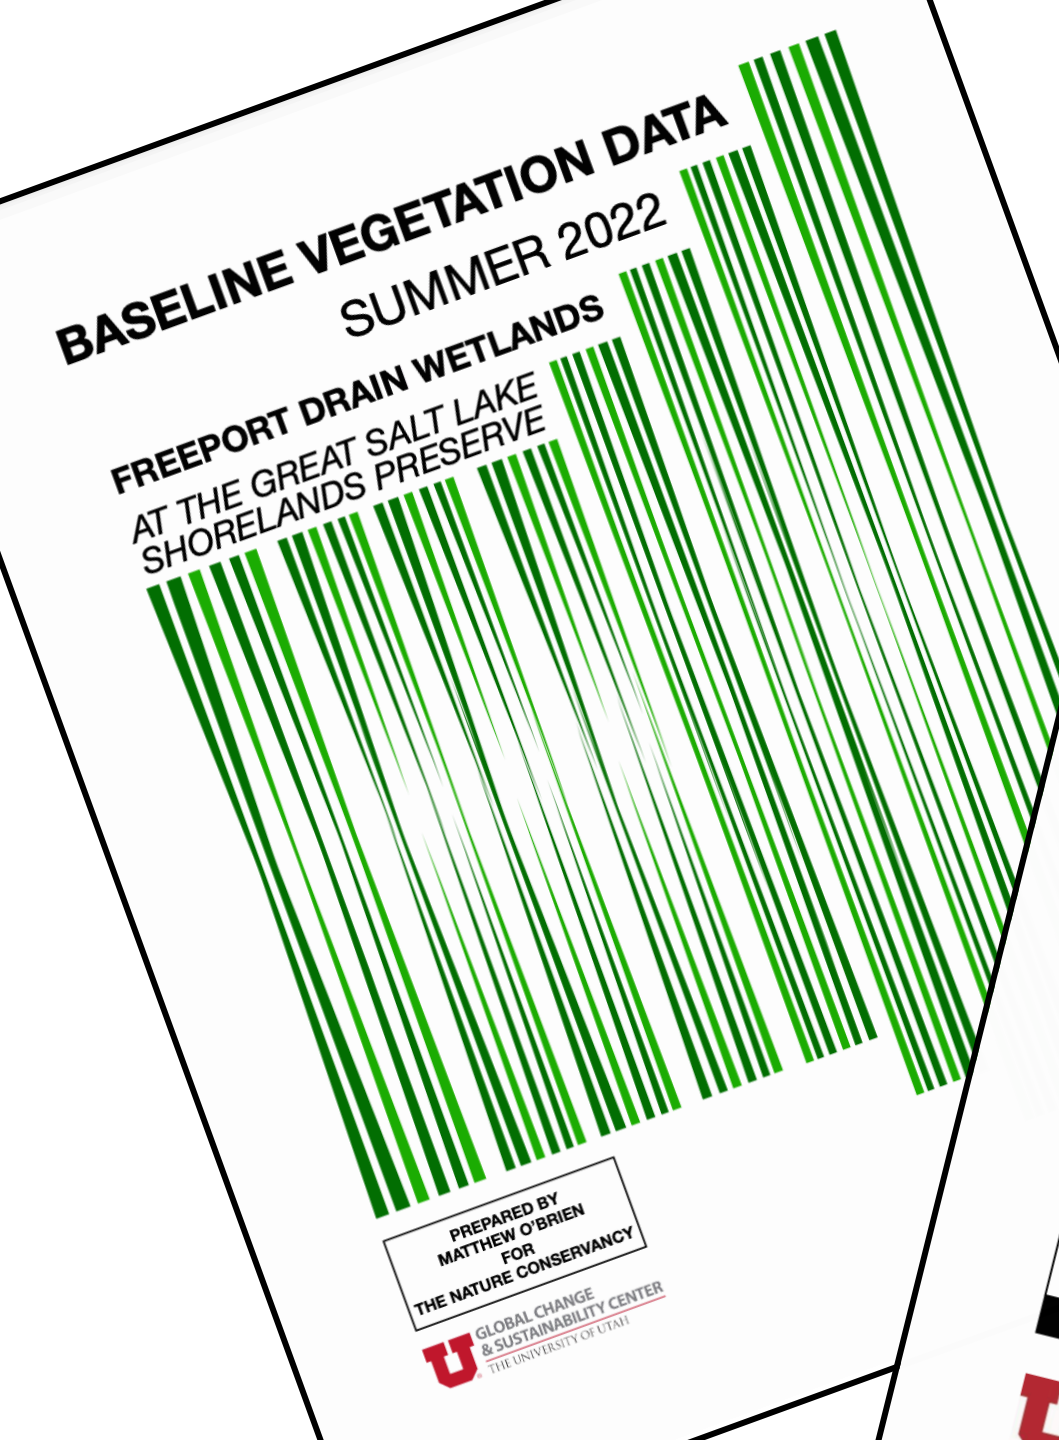 BASELINE VEGETATION DATA
SUMMER 2022
FREEPORT DRAIN WETLANDS
AT THE GREAT SALT LAKE
SHORELANDS PRESERVE
PREPARED BY
MATTHEW O'BRIEN
FOR
THE NATURE CONSERVANCY
U
®
GLOBAL CHANGE
& SUSTAINABILITY CENTER
THE UNIVERSITY OF UTAH